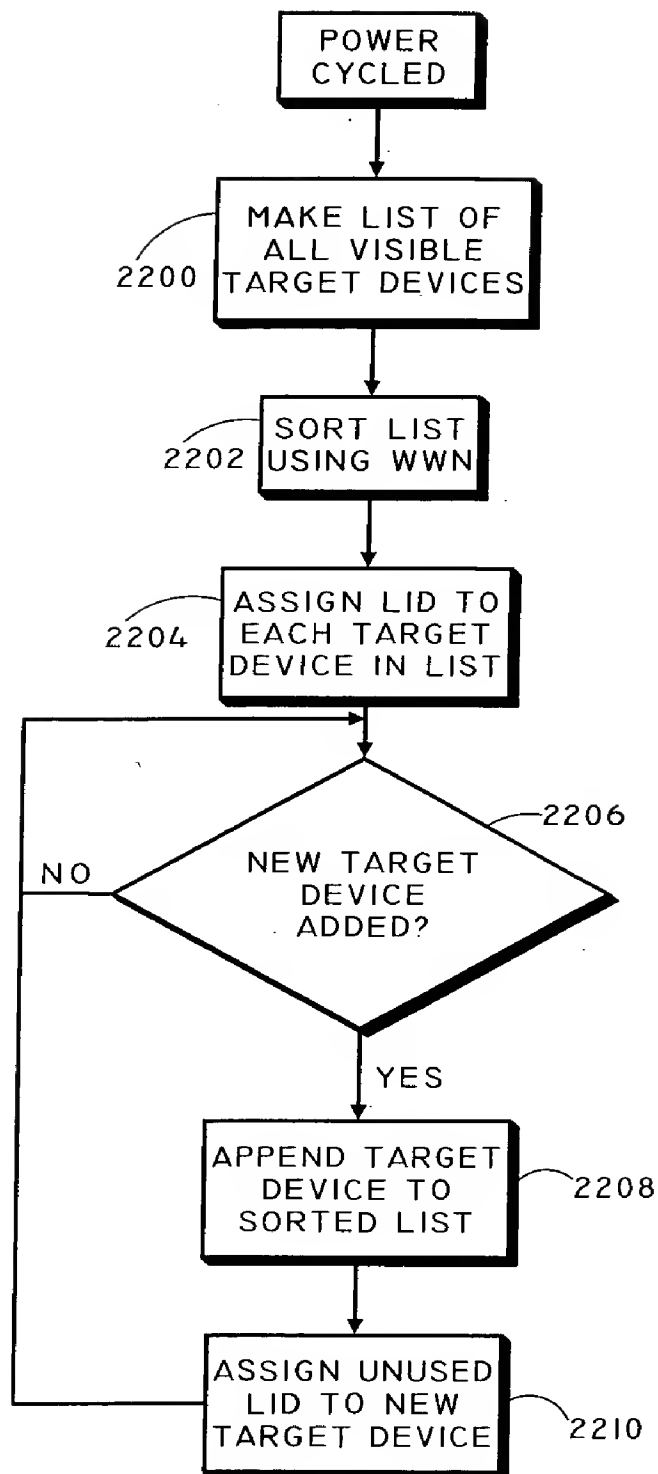 POWER
CYCLED
MAKE LIST OF
ALL VISIBLE
TARGET DEVICES
2200
SORT LIST
USING WWN
2202
ASSIGN LID TO
EACH TARGET
DEVICE IN LIST
2204
2206
NEW TARGET
DEVICE
ADDED?
NO
YES
APPEND TARGET
DEVICE TO
SORTED LIST
2208
ASSIGN UNUSED
LID TO NEW
TARGET DEVICE
2210